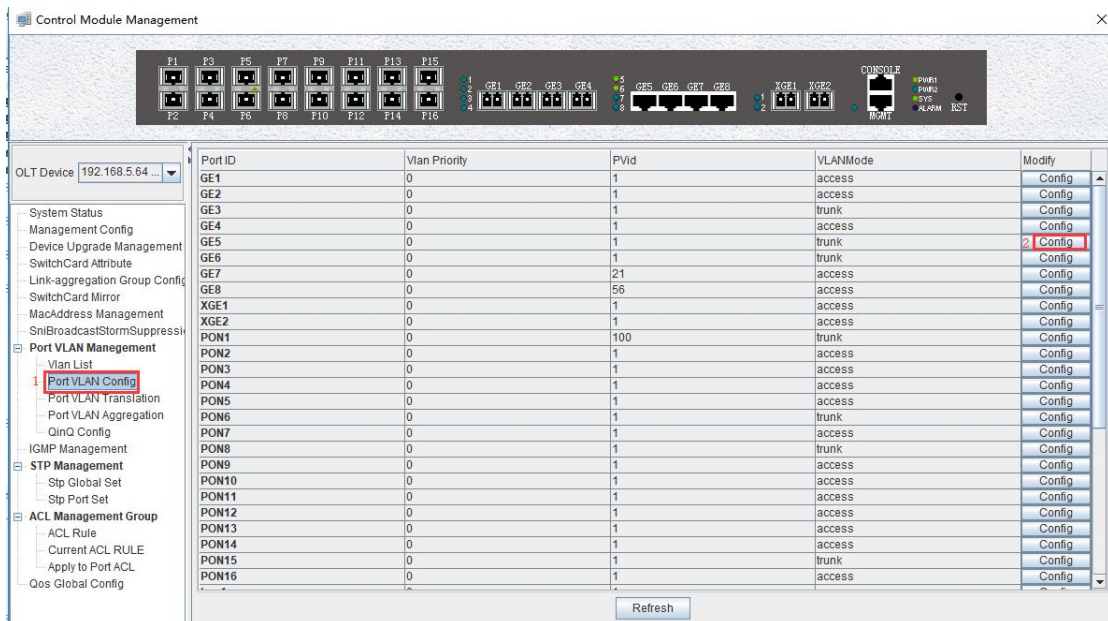 Control Module Management
P1 P3 P5 P7 P9 P11 P13 P15
P2 P4 P6 P8 P10 P12 P14 P16
1
2
3
4
GE1 GE2 GE3 GE4
5
6
7
8
GE5 GE6 GE7 GE8
1
2
XGE1 XGE2
CONSOLE
MGMT
PWR1
PWR2
SYS
ALARM
RST
OLT Device 192.168.5.64 ...
System Status
Management Config
Device Upgrade Management
SwitchCard Attribute
Link-aggregation Group Config
SwitchCard Mirror
MacAddress Management
SniBroadcastStormSuppressi
Port VLAN Manegement
Vlan List
1 Port VLAN Config
Port VLAN Translation
Port VLAN Aggregation
QinQ Config
IGMP Management
STP Management
Stp Global Set
Stp Port Set
ACL Management Group
ACL Rule
Current ACL RULE
Apply to Port ACL
Qos Global Config
Port ID Vlan Priority PVid VLANMode Modify
GE1 0 1 access Config
GE2 0 1 access Config
GE3 0 1 trunk Config
GE4 0 1 access Config
GE5 0 1 trunk 2 Config
GE6 0 1 trunk Config
GE7 0 21 access Config
GE8 0 56 access Config
XGE1 0 1 access Config
XGE2 0 1 access Config
PON1 0 100 trunk Config
PON2 0 1 access Config
PON3 0 1 access Config
PON4 0 1 access Config
PON5 0 1 access Config
PON6 0 1 trunk Config
PON7 0 1 access Config
PON8 0 1 trunk Config
PON9 0 1 access Config
PON10 0 1 access Config
PON11 0 1 access Config
PON12 0 1 access Config
PON13 0 1 access Config
PON14 0 1 access Config
PON15 0 1 trunk Config
PON16 0 1 access Config
Refresh